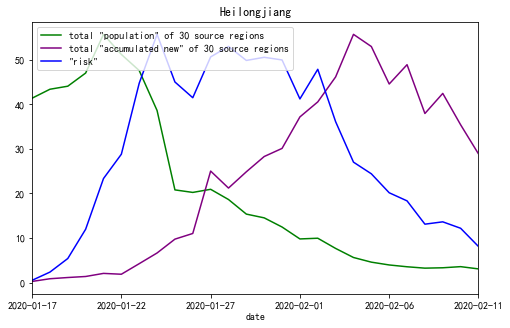 Heilongjiang
total "population" of 30 source regions
total "accumulated new" of 30 source regions
"risk"
50
40
30
20
10
0
2020-01-17 2020-01-22 2020-01-27 2020-02-01 2020-02-06 2020-02-11
date